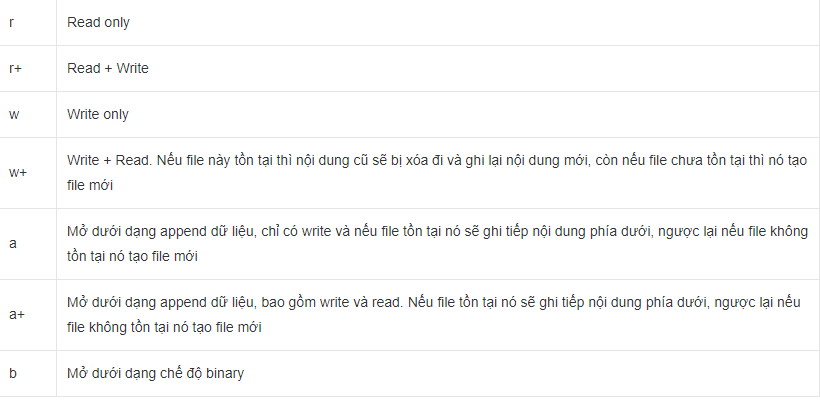 r Read only
r+ Read + Write
w Write only
w+ Write + Read. Nếu file này tồn tại thì nội dung cũ sẽ bị xóa đi và ghi lại nội dung mới, còn nếu file chưa tồn tại thì nó tạo
file mới
a Mở dưới dạng append dữ liệu, chỉ có write và nếu file tồn tại nó sẽ ghi tiếp nội dung phía dưới, ngược lại nếu file không
tồn tại nó tạo file mới
a+ Mở dưới dạng append dữ liệu, bao gồm write và read. Nếu file tồn tại nó sẽ ghi tiếp nội dung phía dưới, ngược lại nếu
file không tồn tại nó tạo file mới
b Mở dưới dạng chế độ binary